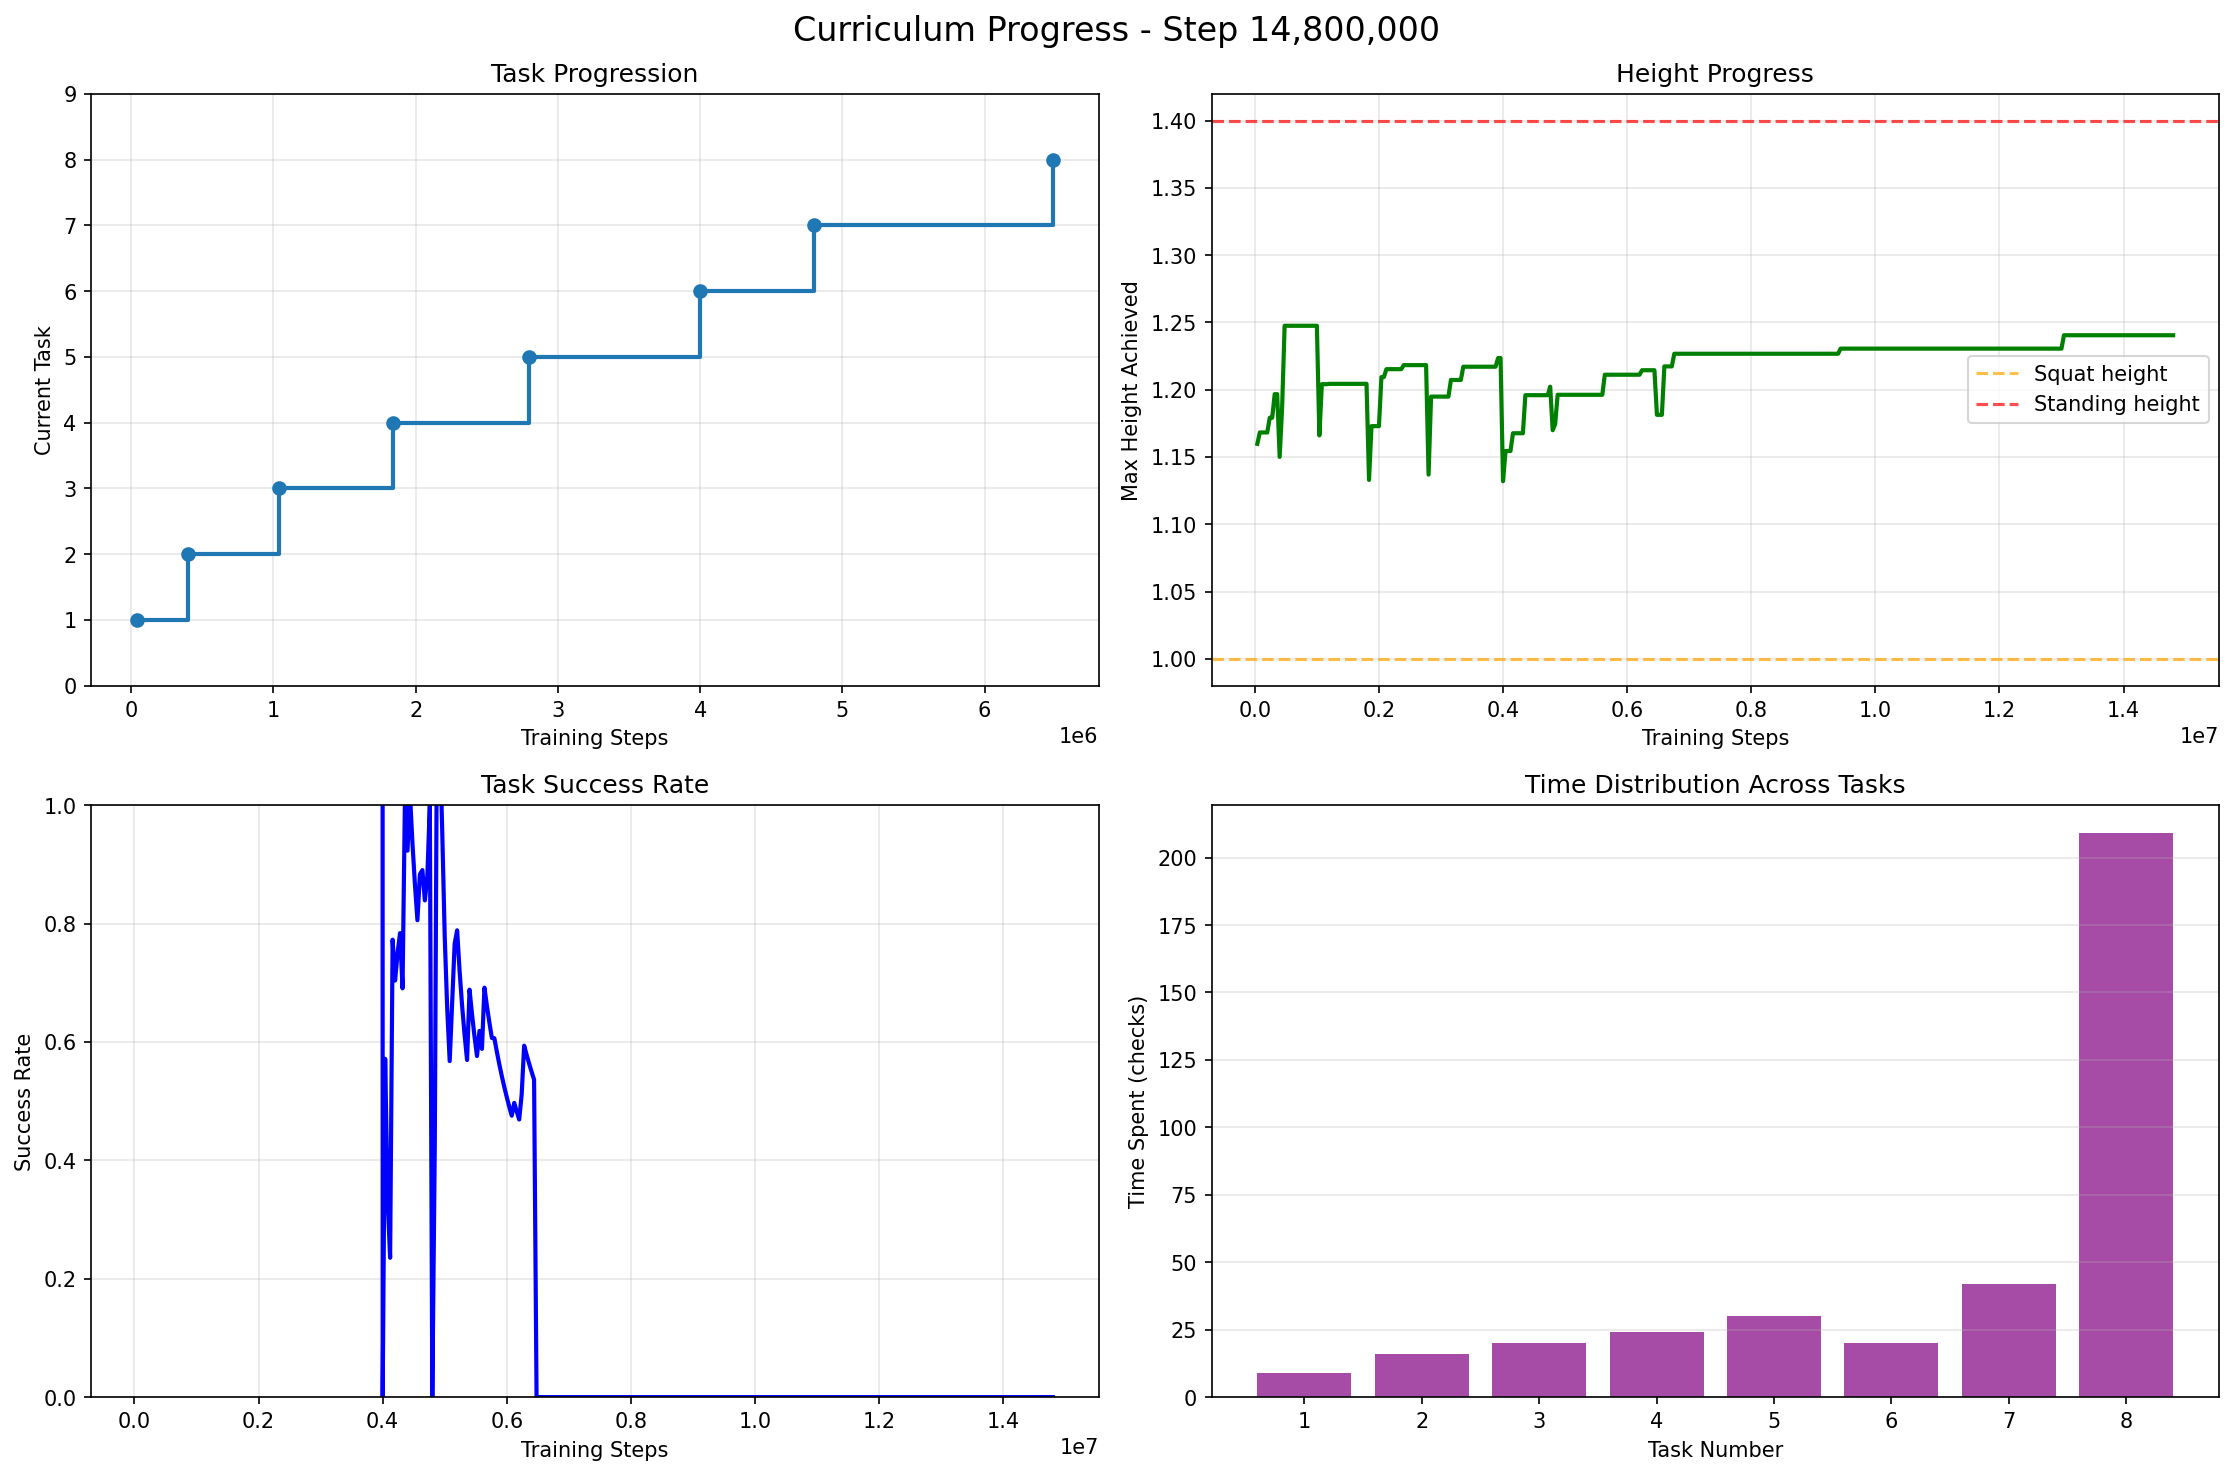 Curriculum Progress - Step 14,800,000
Task Progression
Current Task
9
8
7
6
5
4
3
2
1
0
0 1 2 3 4 5 6
1e6
Training Steps
Height Progress
Max Height Achieved
1.40
1.35
1.30
1.25
1.20
1.15
1.10
1.05
1.00
Squat height
Standing height
0.0 0.2 0.4 0.6 0.8 1.0 1.2 1.4
1e7
Training Steps
Task Success Rate
Success Rate
1.0
0.8
0.6
0.4
0.2
0.0
0.0 0.2 0.4 0.6 0.8 1.0 1.2 1.4
1e7
Training Steps
Time Distribution Across Tasks
Time Spent (checks)
200
175
150
125
100
75
50
25
0
1 2 3 4 5 6 7 8
Task Number